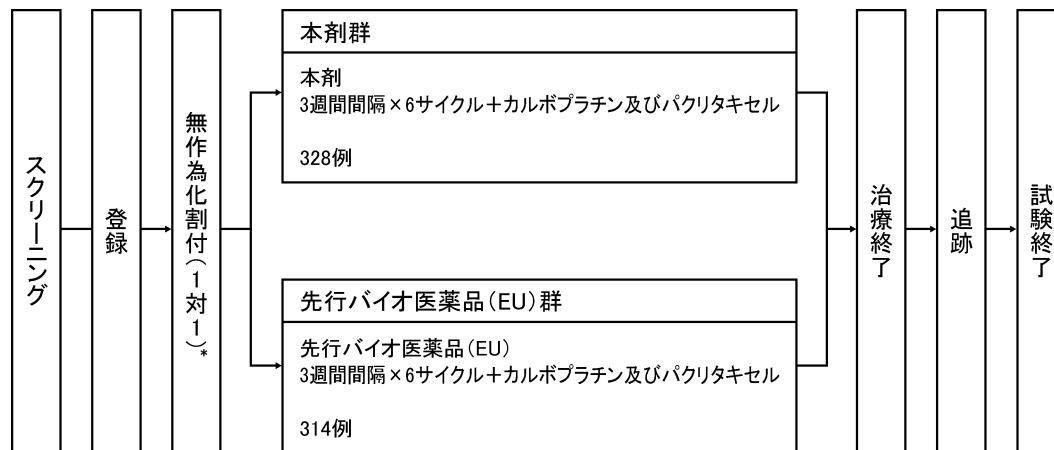 スクリーニング
登録
無作為化割付(1対1)*
本剤群
本剤
3週間間隔×6サイクル+カルボプラチン及びパクリタキセル
328例
先行バイオ医薬品(EU)群
先行バイオ医薬品(EU)
3週間間隔×6サイクル+カルボプラチン及びパクリタキセル
314例
治療終了
追跡
試験終了